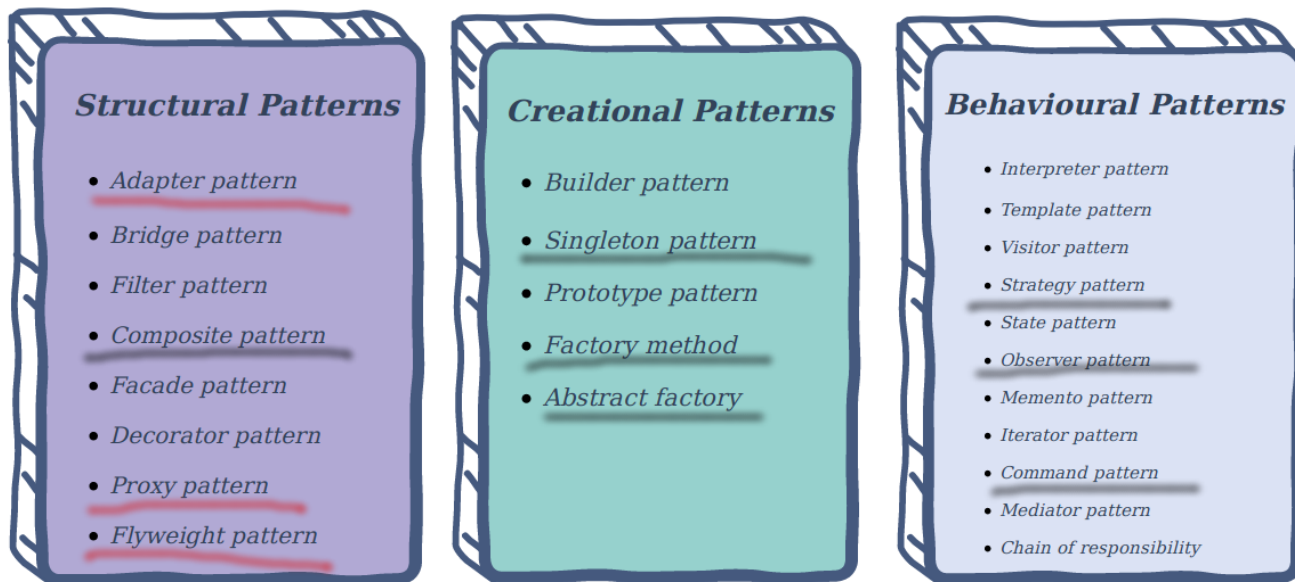 Structural Patterns
• Adapter pattern
• Bridge pattern
• Filter pattern
• Composite pattern
• Facade pattern
• Decorator pattern
• Proxy pattern
• Flyweight pattern
Creational Patterns
• Builder pattern
• Singleton pattern
• Prototype pattern
• Factory method
• Abstract factory
Behavioural Patterns
• Interpreter pattern
• Template pattern
• Visitor pattern
• Strategy pattern
• State pattern
• Observer pattern
• Memento pattern
• Iterator pattern
• Command pattern
• Mediator pattern
• Chain of responsibility